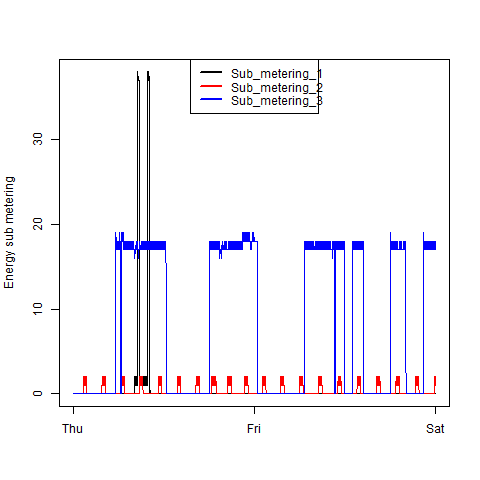 Sub_metering_1
Sub_metering_2
Sub_metering_3
Energy sub metering
30
20
10
0
Thu
Fri
Sat